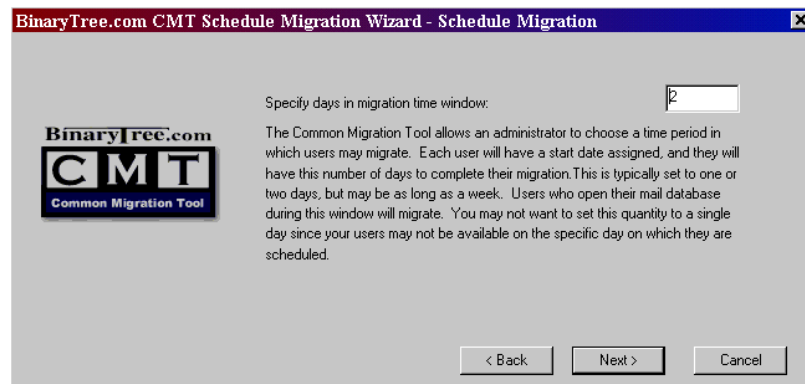 BinaryTree.com CMT Schedule Migration Wizard - Schedule Migration
Specify days in migration time window:
2
BinaryTree.com
CMT
Common Migration Tool
The Common Migration Tool allows an administrator to choose a time period in
which users may migrate. Each user will have a start date assigned, and they will
have this number of days to complete their migration.This is typically set to one or
two days, but may be as long as a week. Users who open their mail database
during this window will migrate. You may not want to set this quantity to a single
day since your users may not be available on the specific day on which they are
scheduled.
< Back
Next >
Cancel